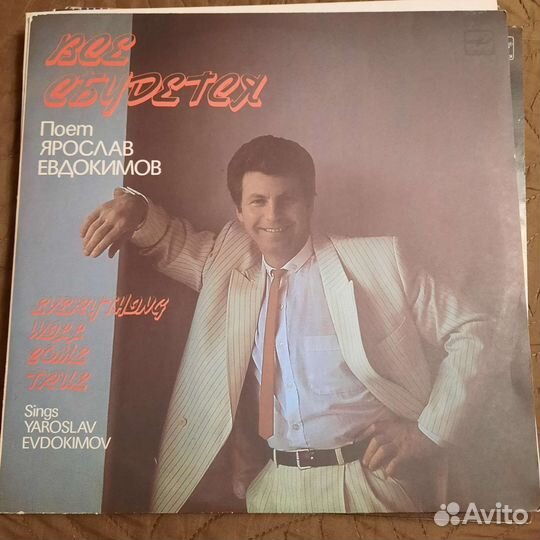 ВСЕ
СБУДЕТСЯ
Поет
ЯРОСЛАВ
ЕВДОКИМОВ
EVERYTHING
WILL
COME
TRUE
Sings
YAROSLAV
EVDOKIMOV
Avito